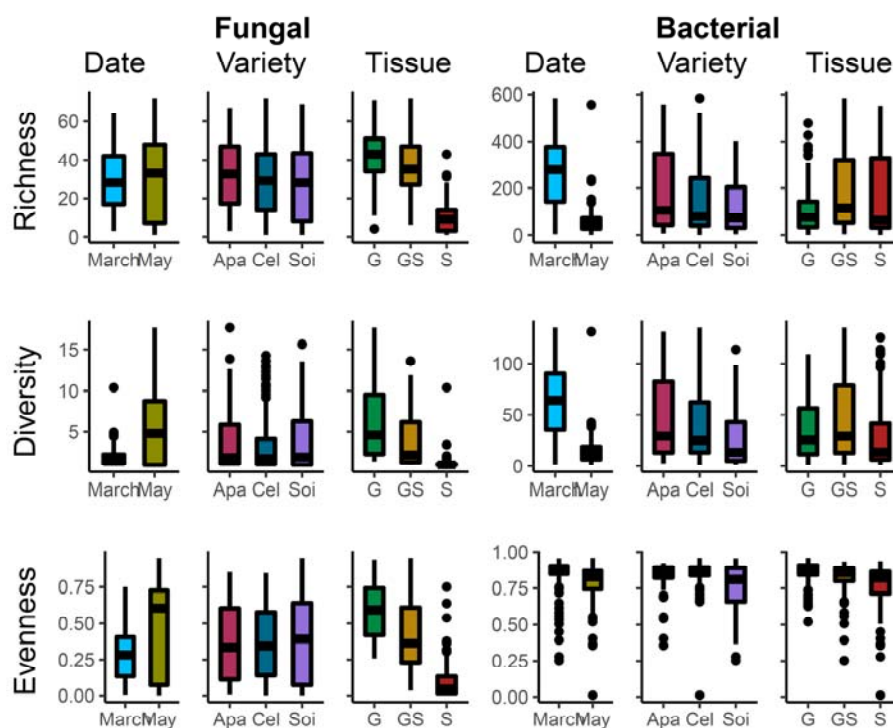 Fungal Bacterial
Date Variety Tissue Date Variety Tissue
Richness
60
40
20
0
600
400
200
0
March May Apa Cel Soi G GS S March May Apa Cel Soi G GS S
Diversity
15
10
5
100
50
0
March May Apa Cel Soi G GS S March May Apa Cel Soi G GS S
Evenness
0.75
0.50
0.25
0.00
1.00
0.75
0.50
0.25
0.00
March May Apa Cel Soi G GS S March May Apa Cel Soi G GS S